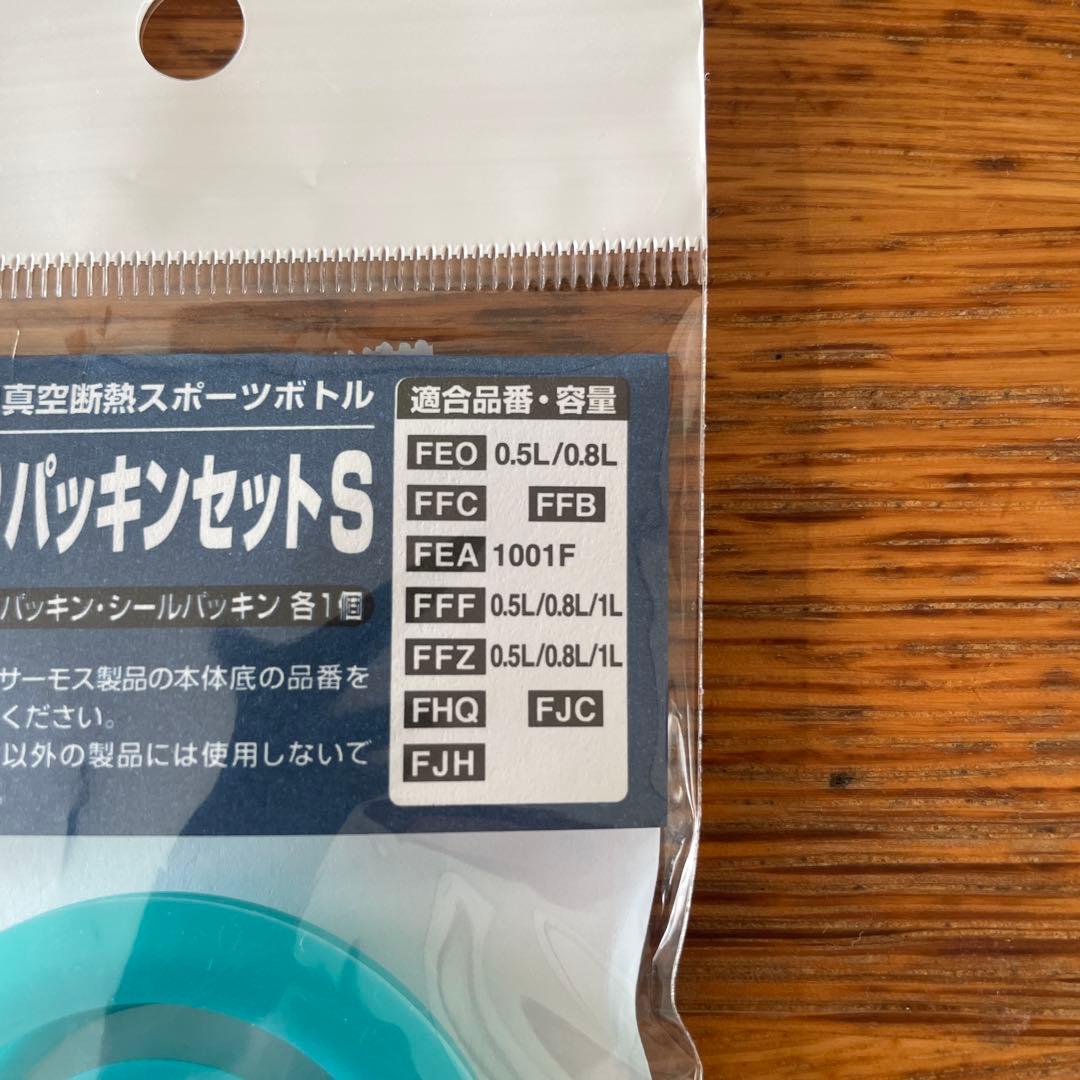 真空断熱スポーツボトル
パッキンセットS
パッキン・シールパッキン 各1個
サーモス製品の本体底の品番を
ください。
以外の製品には使用しないで
適合品番・容量
FEO 0.5L/0.8L
FFC FFB
FEA 1001F
FFF 0.5L/0.8L/1L
FFZ 0.5L/0.8L/1L
FHQ FJC
FJH